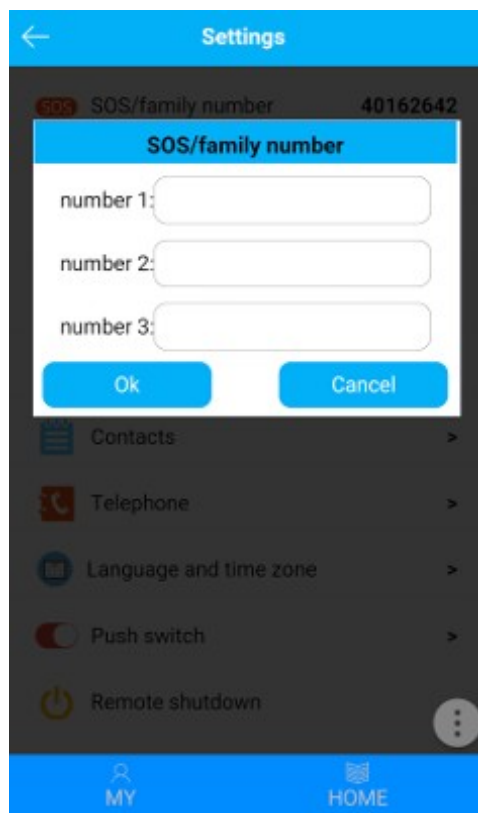 Settings
SOS SOS/family number 40162642
SOS/family number
number 1:
number 2:
number 3:
Ok Cancel
Contacts >
Telephone >
Language and time zone >
Push switch >
Remote shutdown
MY HOME